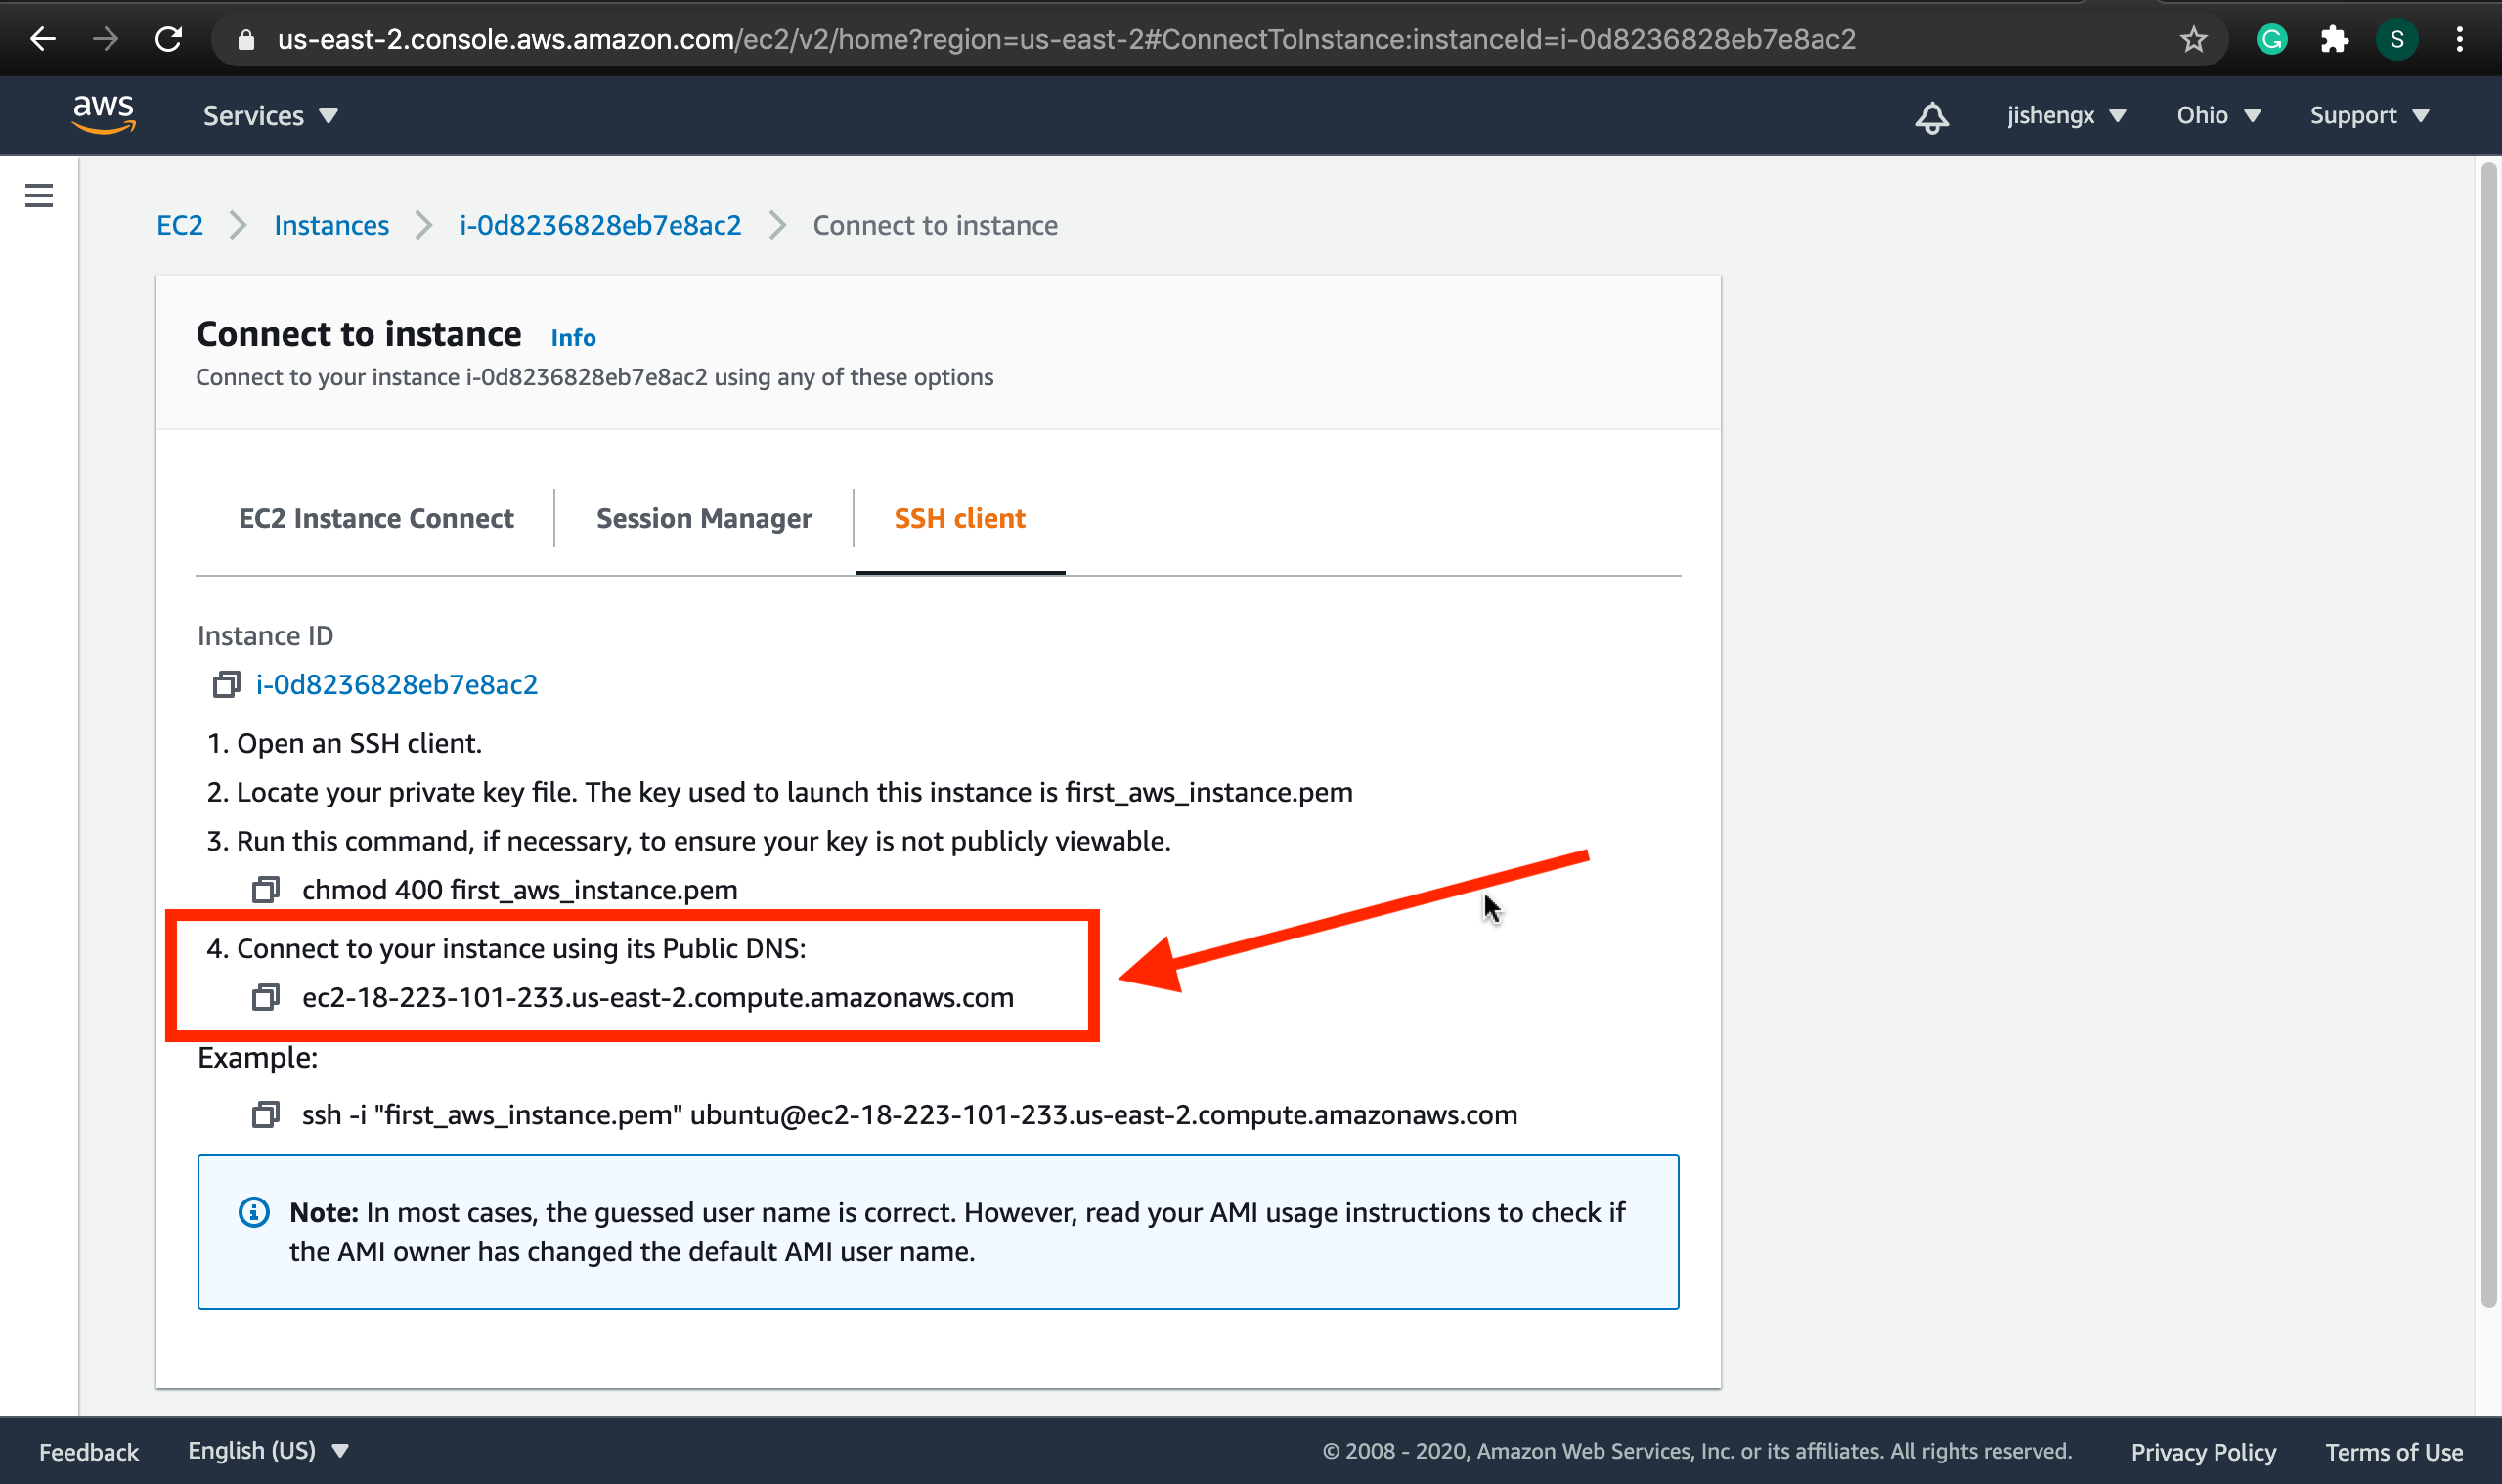 us-east-2.console.aws.amazon.com/ec2/v2/home?region=us-east-2#ConnectToInstance:instanceId=i-0d8236828eb7e8ac2
G
S
aws
Services
jishengx
Ohio
Support
EC2
Instances
i-0d8236828eb7e8ac2
Connect to instance
Connect to instance Info
Connect to your instance i-0d8236828eb7e8ac2 using any of these options
EC2 Instance Connect
Session Manager
SSH client
Instance ID
i-0d8236828eb7e8ac2
1. Open an SSH client.
2. Locate your private key file. The key used to launch this instance is first_aws_instance.pem
3. Run this command, if necessary, to ensure your key is not publicly viewable.
chmod 400 first_aws_instance.pem
4. Connect to your instance using its Public DNS:
ec2-18-223-101-233.us-east-2.compute.amazonaws.com
Example:
ssh -i "first_aws_instance.pem" ubuntu@ec2-18-223-101-233.us-east-2.compute.amazonaws.com
Note: In most cases, the guessed user name is correct. However, read your AMI usage instructions to check if
the AMI owner has changed the default AMI user name.
Feedback
English (US)
© 2008 - 2020, Amazon Web Services, Inc. or its affiliates. All rights reserved.
Privacy Policy
Terms of Use